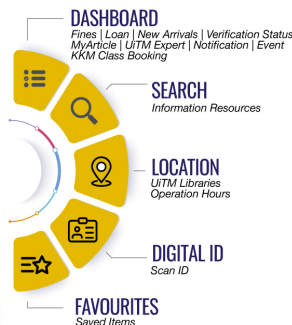 DASHBOARD
Fines | Loan | New Arrivals | Verification Status
MyArticle | UiTM Expert | Notification | Event
KKM Class Booking
SEARCH
Information Resources
LOCATION
UiTM Libraries
Operation Hours
DIGITAL ID
Scan ID
FAVOURITES
Saved Items